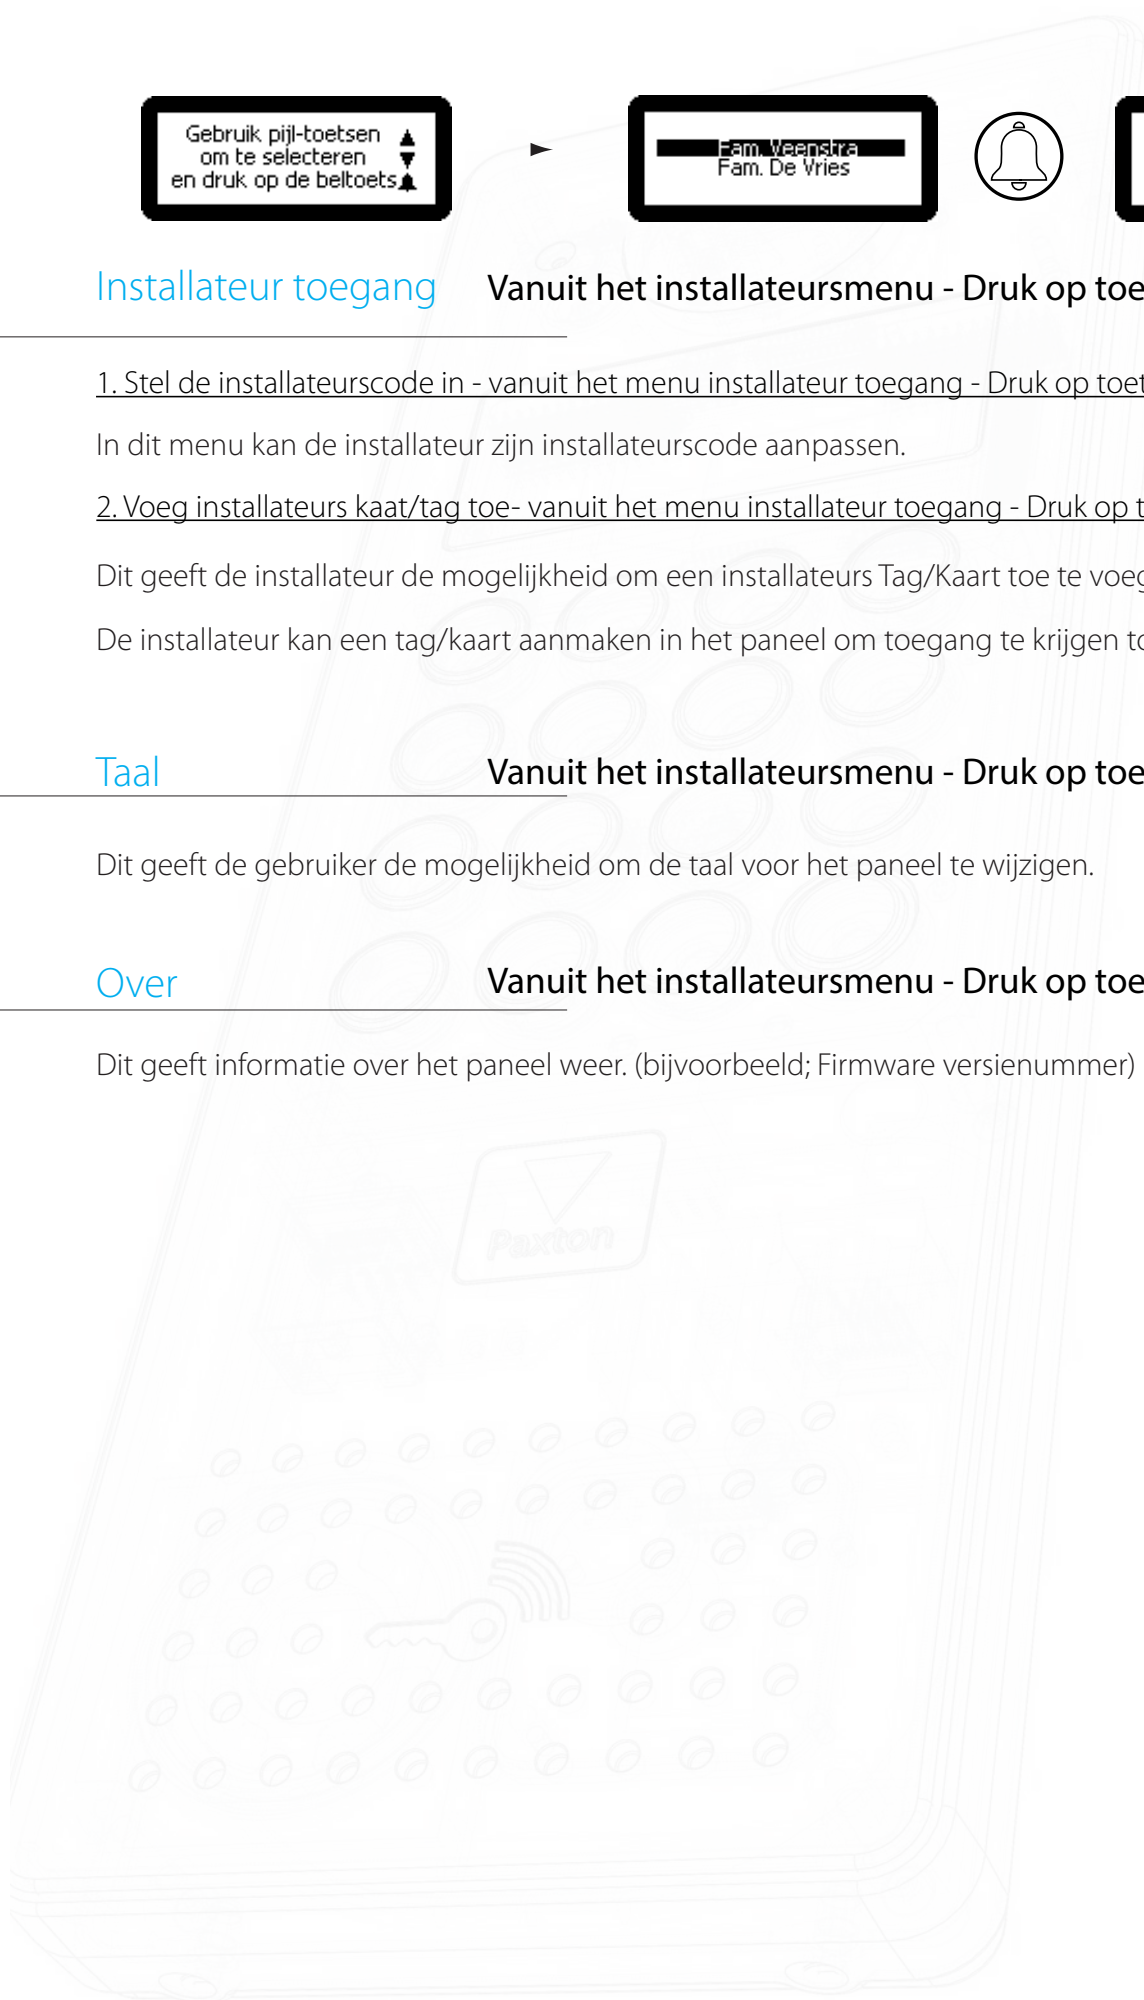 Gebruik pijl-toetsen
om te selecteren
en druk op de beltoets
Fam. Veenstra
Fam. De Vries
Installateur toegang
Vanuit het installateursmenu - Druk op
1. Stel de installateurscode in - vanuit het menu installateur toegang - Druk op
In dit menu kan de installateur zijn installateurscode aanpassen.
2. Voeg installateurs kaat/tag toe- vanuit het menu installateur toegang - Druk op
Dit geeft de installateur de mogelijkheid om een installateurs Tag/Kaart toe te
De installateur kan een tag/kaart aanmaken in het paneel om toegang te krijgen
Taal
Vanuit het installateursmenu - Druk op
Dit geeft de gebruiker de mogelijkheid om de taal voor het paneel te wijzigen.
Over
Vanuit het installateursmenu - Druk op
Dit geeft informatie over het paneel weer. (bijvoorbeeld; Firmware versienummer)
Paxton